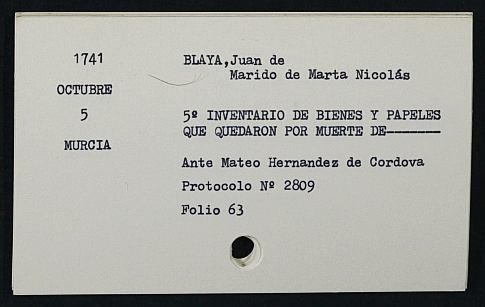 1741
OCTUBRE
5
MURCIA
BLAYA,Juan de
Marido de Marta Nicolás
5º INVENTARIO DE BIENES Y PAPELES
QUE QUEDARON POR MUERTE DE-------
Ante Mateo Hernandez de Cordova
Protocolo Nº 2809
Folio 63